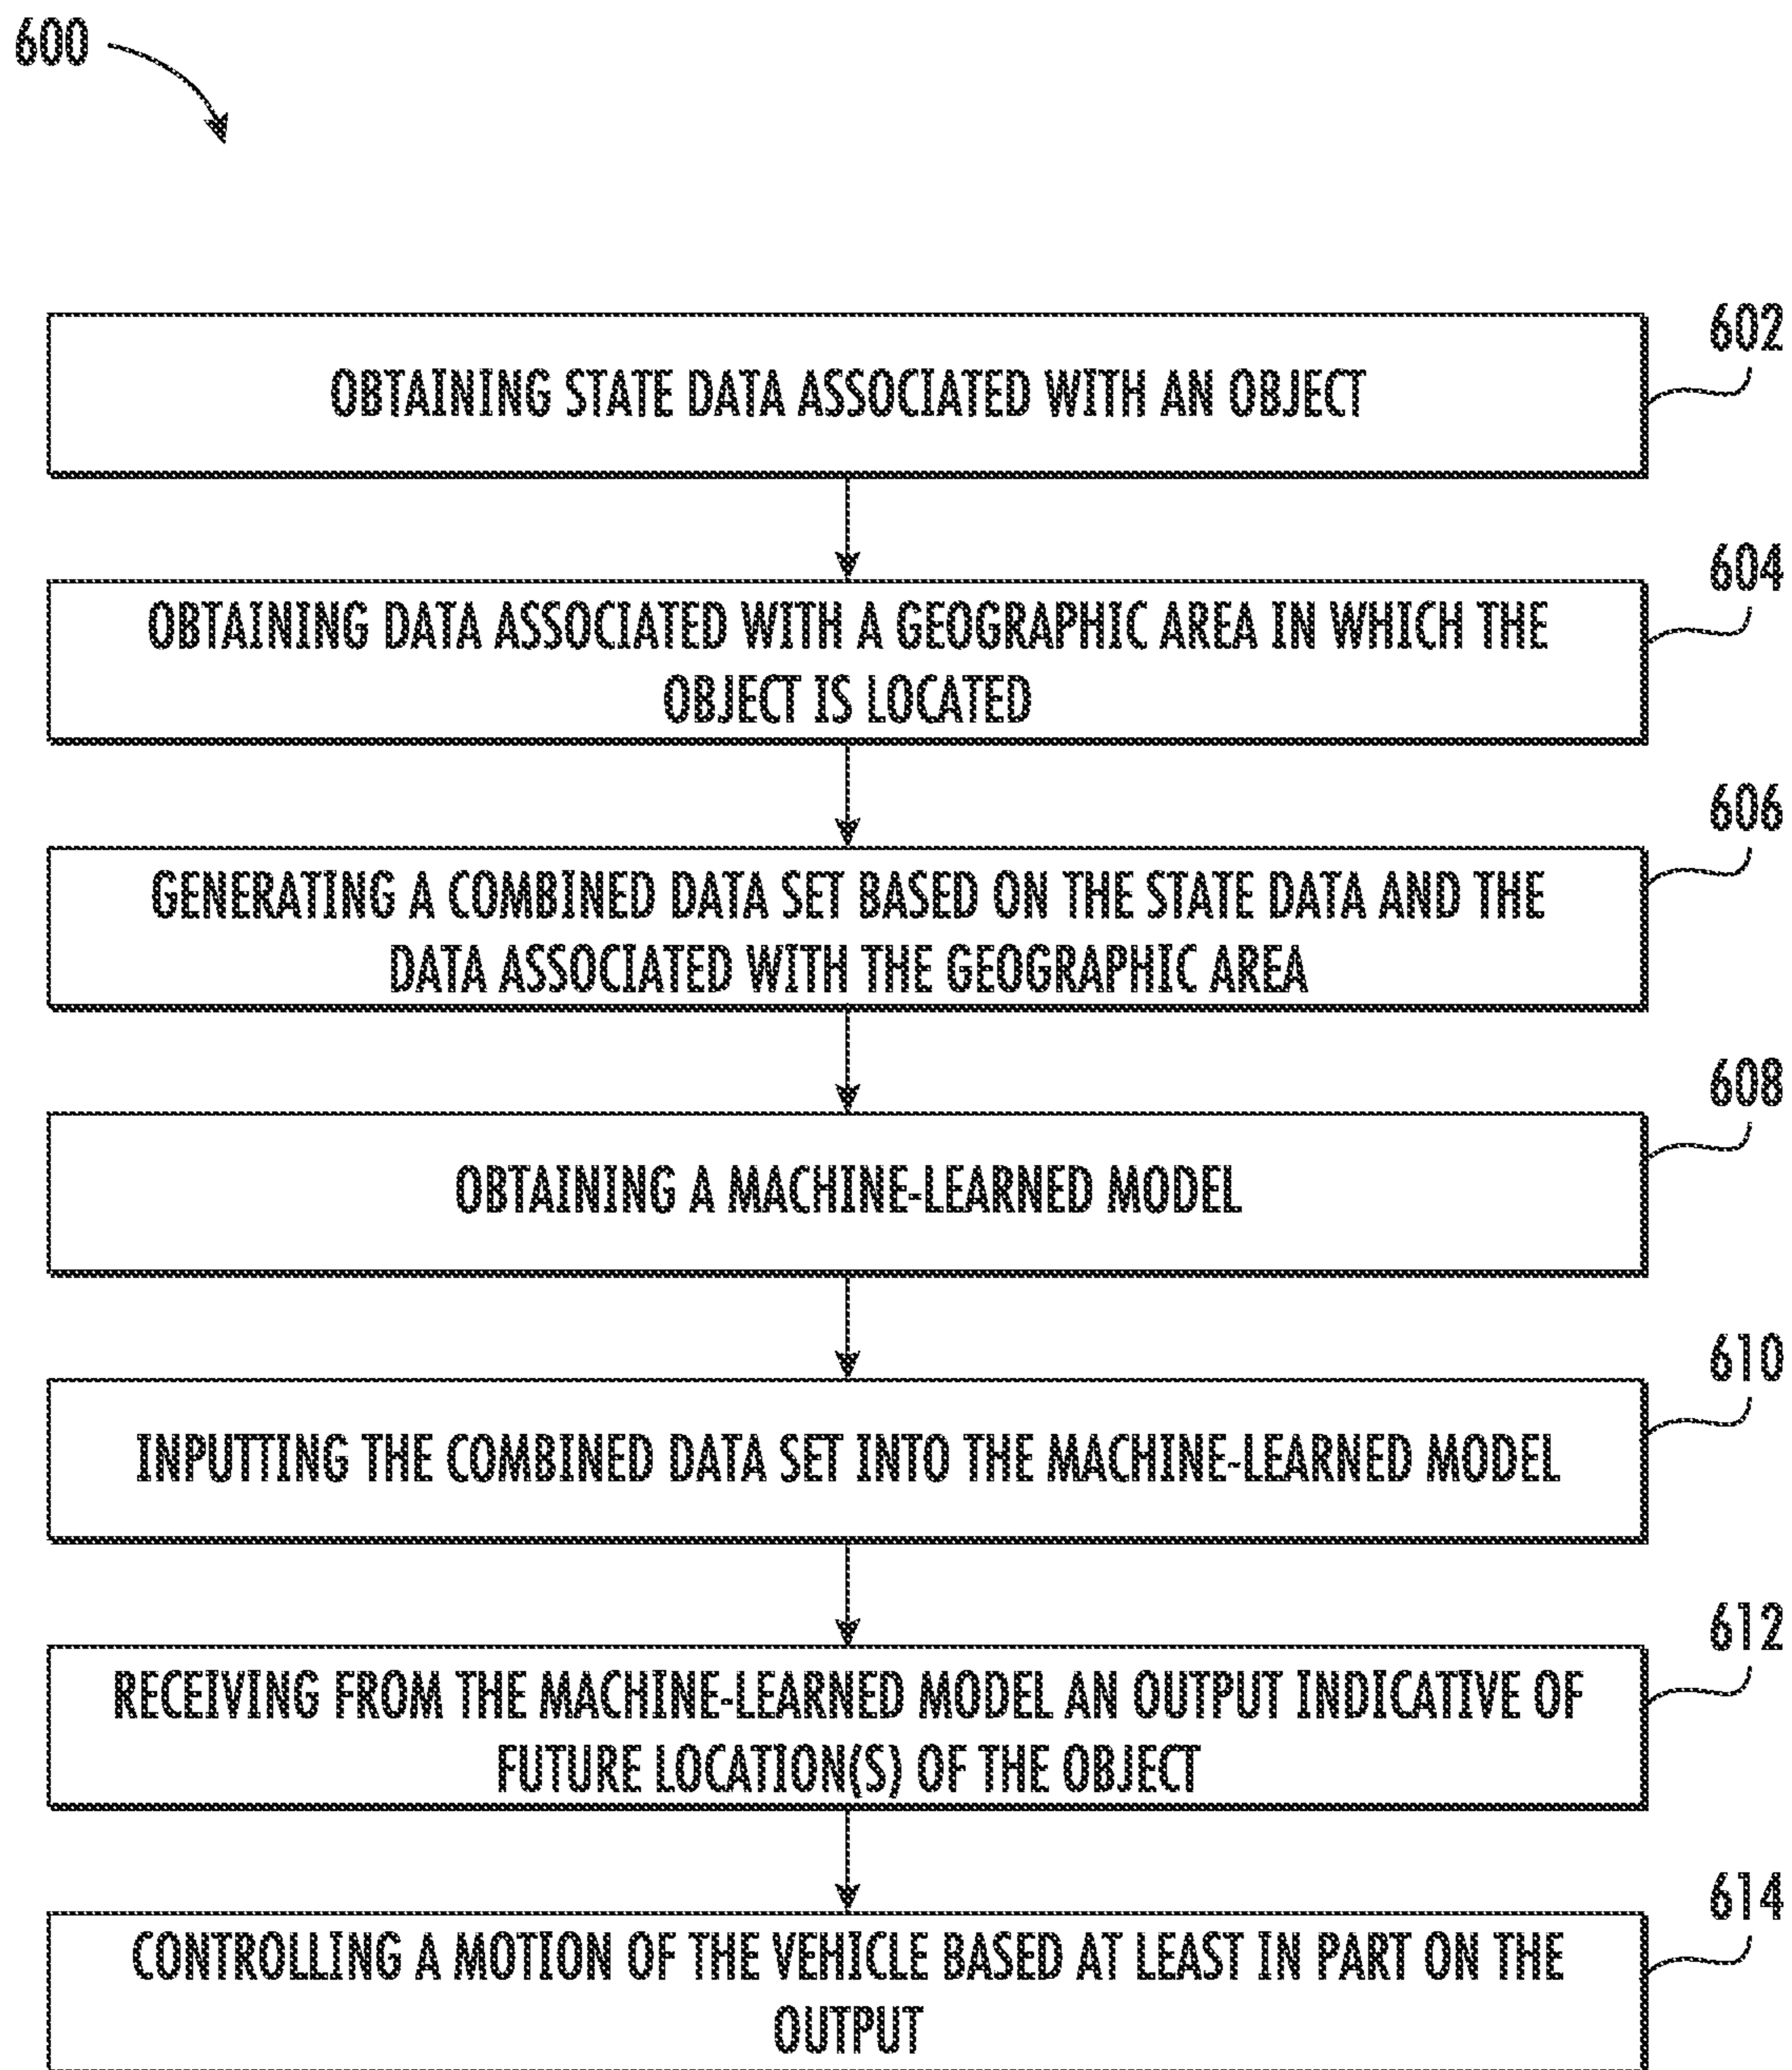 600
602
OBTAINING STATE DATA ASSOCIATED WITH AN OBJECT
604
OBTAINING DATA ASSOCIATED WITH A GEOGRAPHIC AREA IN WHICH THE
OBJECT IS LOCATED
606
GENERATING A COMBINED DATA SET BASED ON THE STATE DATA AND THE
DATA ASSOCIATED WITH THE GEOGRAPHIC AREA
608
OBTAINING A MACHINE-LEARNED MODEL
610
INPUTTING THE COMBINED DATA SET INTO THE MACHINE-LEARNED MODEL
612
RECEIVING FROM THE MACHINE-LEARNED MODEL AN OUTPUT INDICATIVE OF
FUTURE LOCATION(S) OF THE OBJECT
614
CONTROLLING A MOTION OF THE VEHICLE BASED AT LEAST IN PART ON THE
OUTPUT